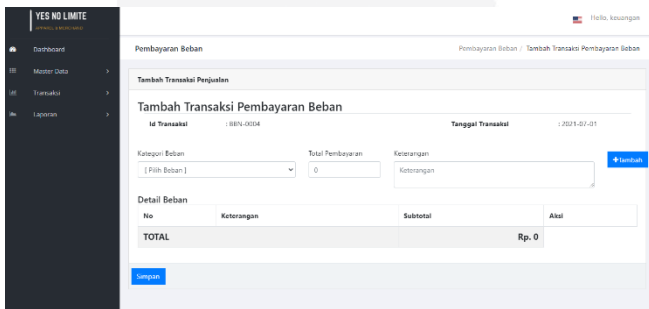 YES NO LIMITE
Hello, keuangan
Dashboard
Master Data
Transaksi
Laporan
Pembayaran Beban
Pembayaran Beban / Tambah Transaksi Pembayaran Beban
Tambah Transaksi Penjualan
Tambah Transaksi Pembayaran Beban
Id Transaksi : BBN-0004 Tanggal Transaksi : 2021-07-01
Kategori Beban Total Pembayaran Keterangan
[ Pilih Beban ] 0 Keterangan +Tambah
Detail Beban
No Keterangan Subtotal Aksi
TOTAL Rp. 0
Simpan